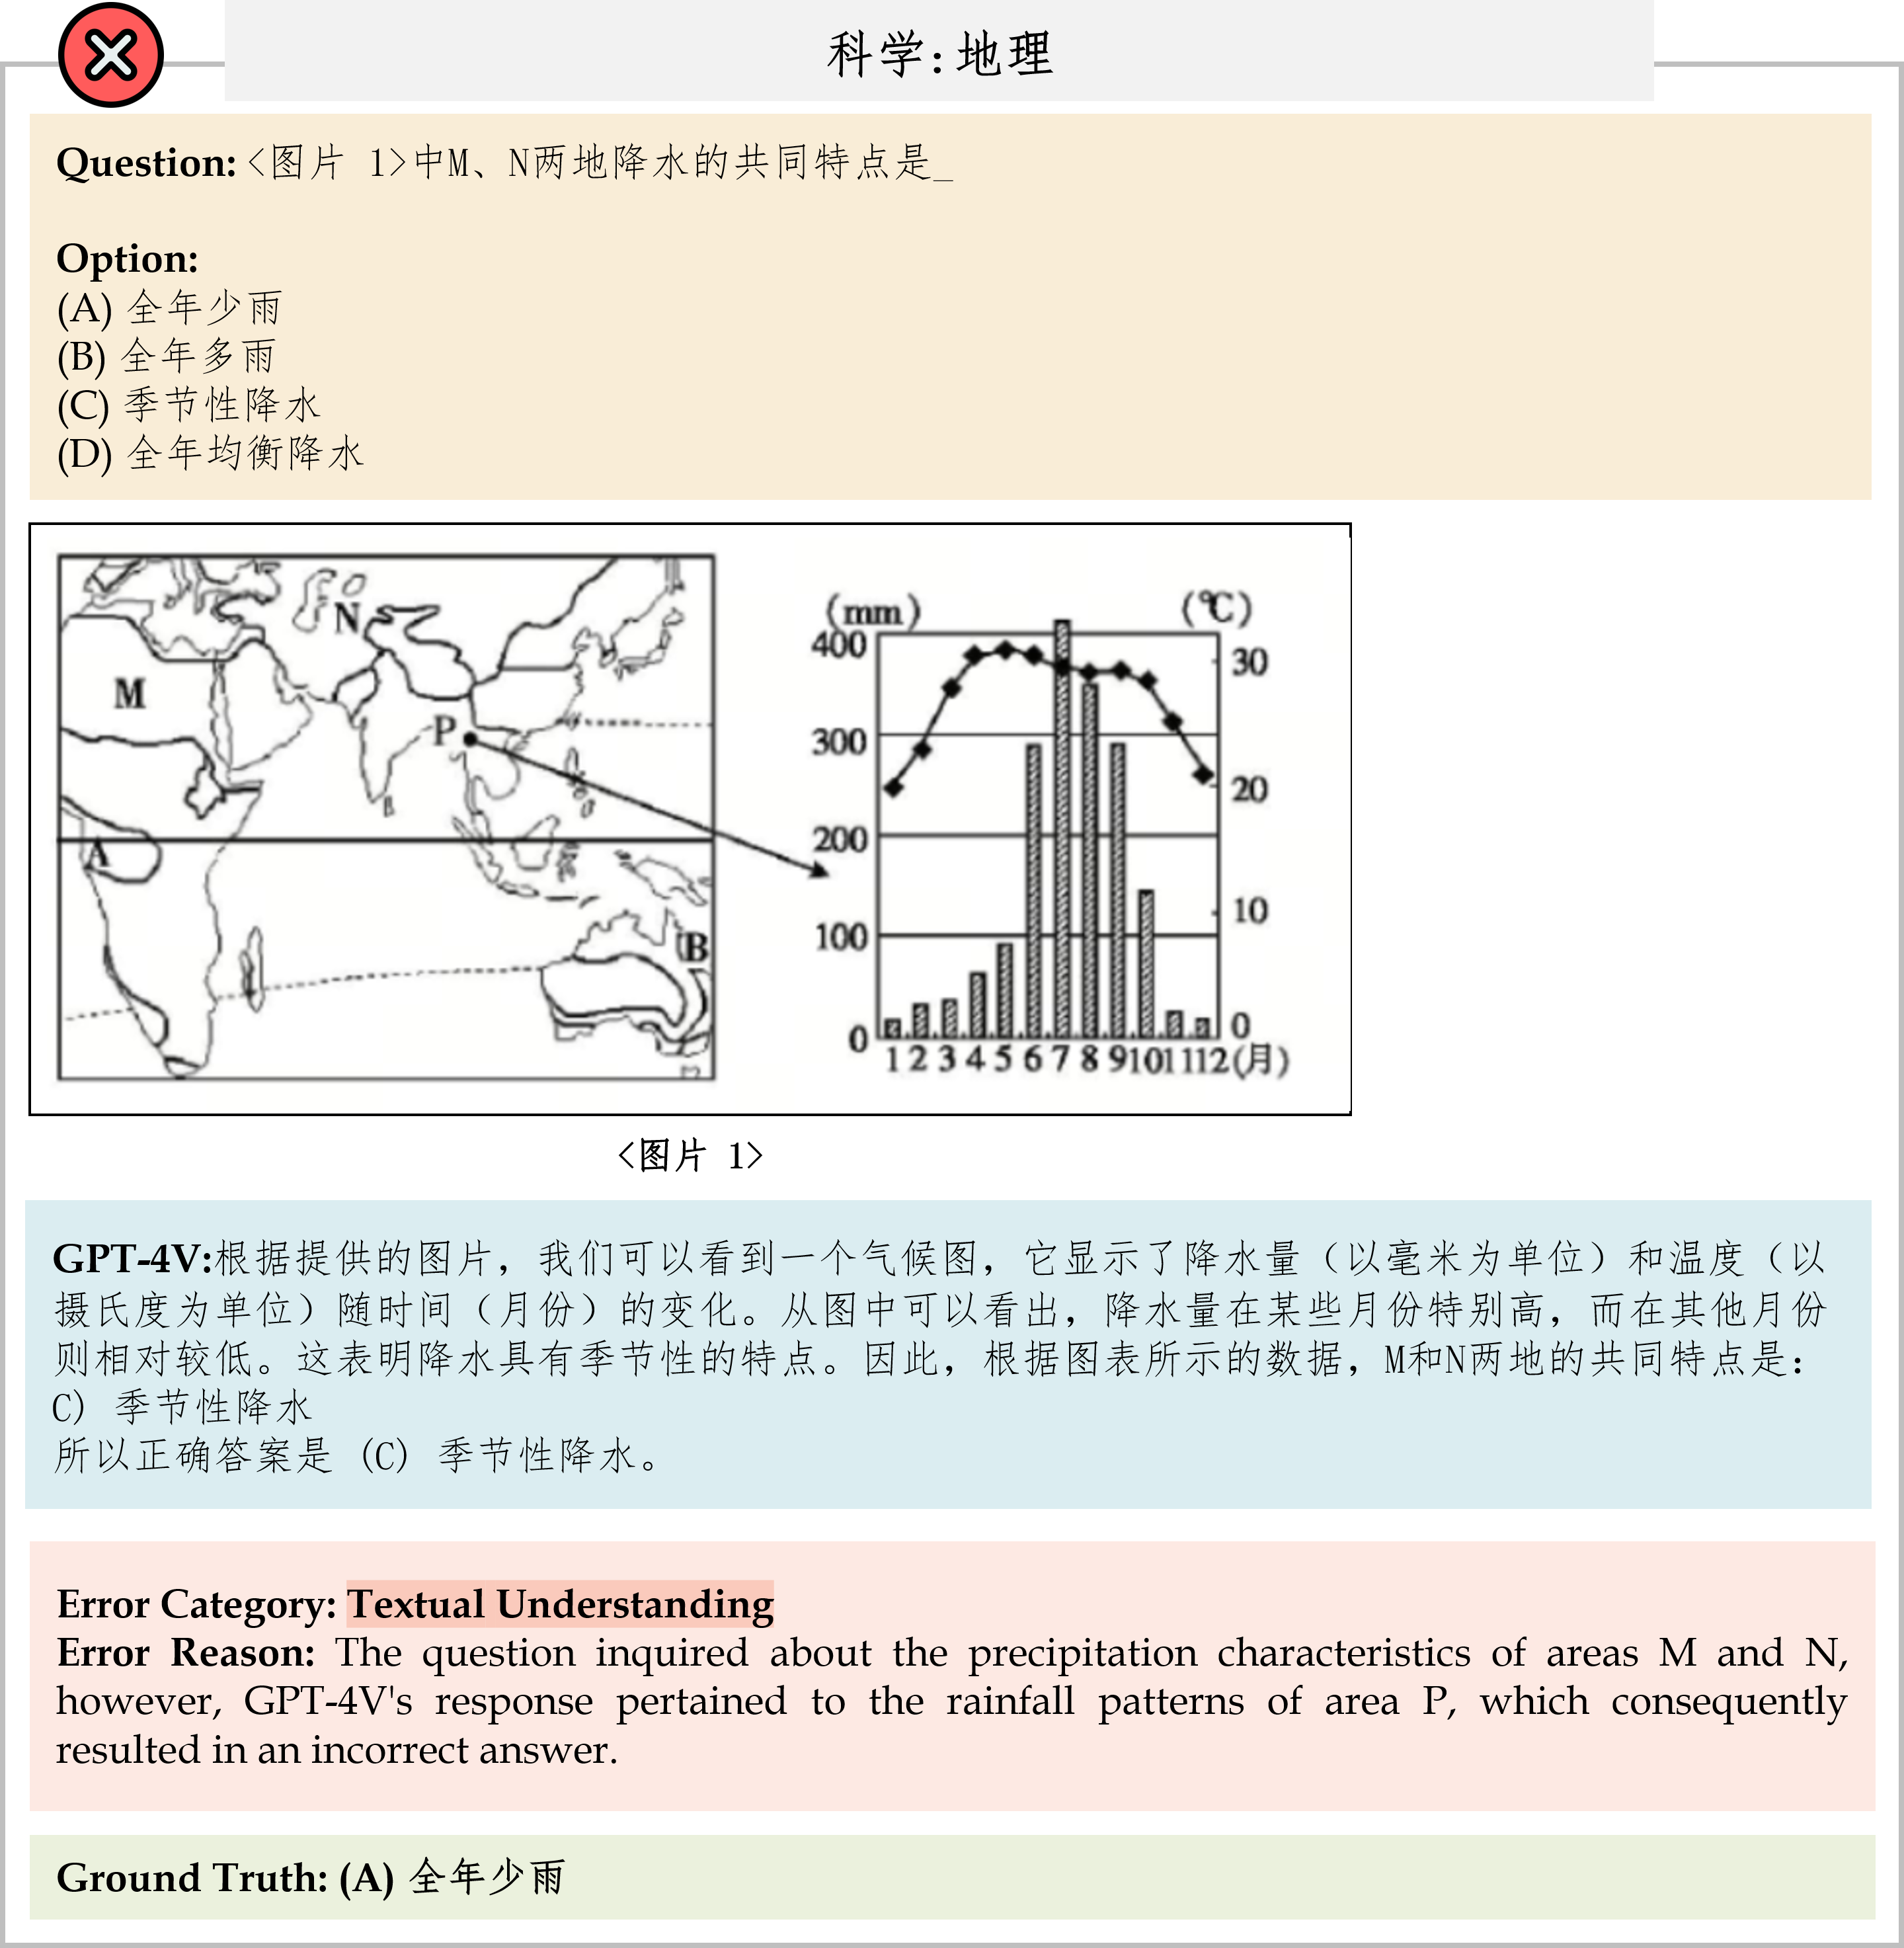 科学:地理
Question: <图片 1>中M、N两地降水的共同特点是_
Option:
(A) 全年少雨
(B) 全年多雨
(C) 季节性降水
(D) 全年均衡降水
N
M
P
A
B
(mm)
(℃)
400
300
200
100
0
30
20
10
0
1 2 3 4 5 6 7 8 9 10 11 12 (月)
<图片 1>
GPT-4V:根据提供的图片，我们可以看到一个气候图，它显示了降水量（以毫米为单位）和温度（以
摄氏度为单位）随时间（月份）的变化。从图中可以看出，降水量在某些月份特别高，而在其他月份
则相对较低。这表明降水具有季节性的特点。因此，根据图表所示的数据，M和N两地的共同特点是：
C) 季节性降水
所以正确答案是 (C) 季节性降水。
Error Category: Textual Understanding
Error Reason: The question inquired about the precipitation characteristics of areas M and N,
however, GPT-4V's response pertained to the rainfall patterns of area P, which consequently
resulted in an incorrect answer.
Ground Truth: (A) 全年少雨